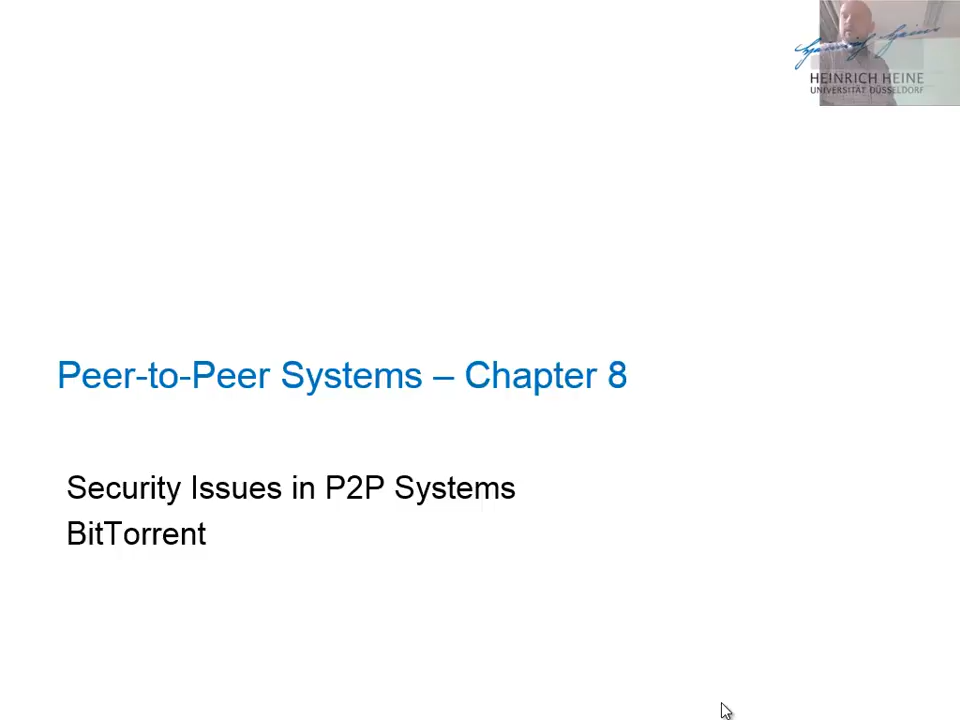 HEINRICH HEINE
UNIVERSITÄT DÜSSELDORF
Peer-to-Peer Systems – Chapter 8
Security Issues in P2P Systems
BitTorrent